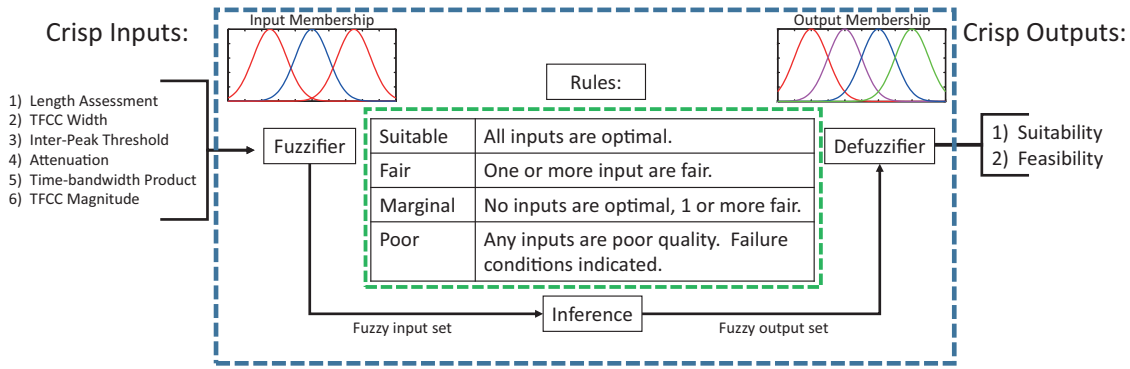 Crisp Inputs:
Input Membership
Output Membership
Crisp Outputs:
Rules:
1) Length Assessment
2) TFCC Width
3) Inter-Peak Threshold
4) Attenuation
5) Time-bandwidth Product
6) TFCC Magnitude
Fuzzifier
Suitable All inputs are optimal.
Fair One or more input are fair.
Marginal No inputs are optimal, 1 or more fair.
Poor Any inputs are poor quality. Failure
conditions indicated.
Defuzzifier
1) Suitability
2) Feasibility
Inference
Fuzzy input set
Fuzzy output set